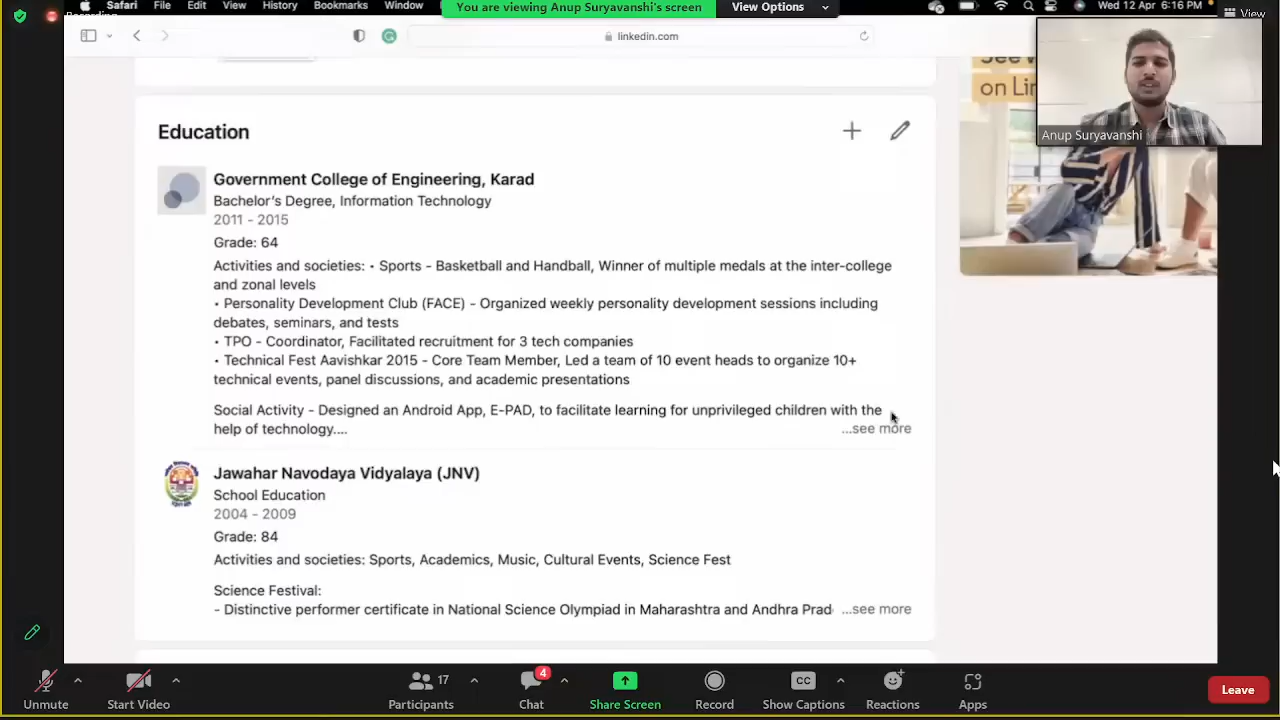 Safari File Edit View History Bookmarks Window
You are viewing Anup Suryavanshi's screen
View Options
Wed 12 Apr 6:16 PM
View
Recording
linkedin.com
on Lin
Anup Suryavanshi
Education
Government College of Engineering, Karad
Bachelor's Degree, Information Technology
2011 - 2015
Grade: 64
Activities and societies: • Sports - Basketball and Handball, Winner of multiple medals at the inter-college
and zonal levels
• Personality Development Club (FACE) - Organized weekly personality development sessions including
debates, seminars, and tests
• TPO - Coordinator, Facilitated recruitment for 3 tech companies
• Technical Fest Aavishkar 2015 - Core Team Member, Led a team of 10 event heads to organize 10+
technical events, panel discussions, and academic presentations
Social Activity - Designed an Android App, E-PAD, to facilitate learning for unprivileged children with the
help of technology.... ...see more
Jawahar Navodaya Vidyalaya (JNV)
School Education
2004 - 2009
Grade: 84
Activities and societies: Sports, Academics, Music, Cultural Events, Science Fest
Science Festival:
- Distinctive performer certificate in National Science Olympiad in Maharashtra and Andhra Prad ...see more
17
4
CC
Unmute Start Video Participants Chat Share Screen Record Show Captions Reactions Apps Leave